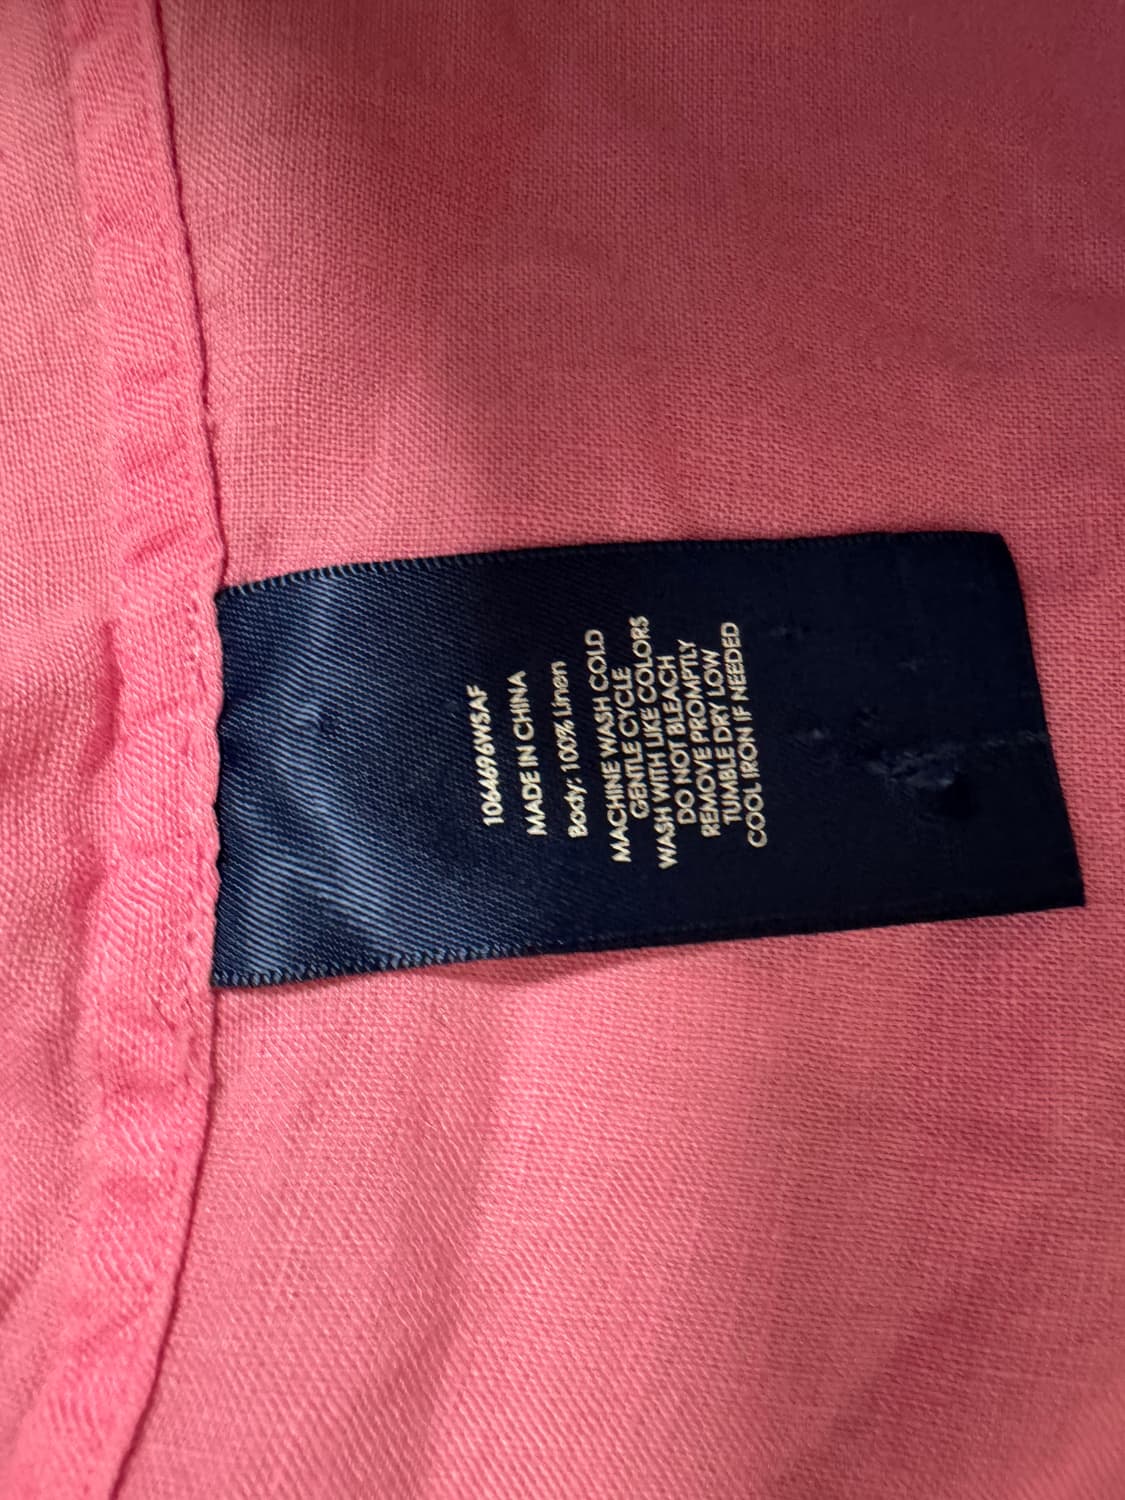 1064696WSAF
MADE IN CHINA
Body: 100% Linen
MACHINE WASH COLD
GENTLE CYCLE
WASH WITH LIKE COLORS
DO NOT BLEACH
REMOVE PROMPTLY
TUMBLE DRY LOW
COOL IRON IF NEEDED